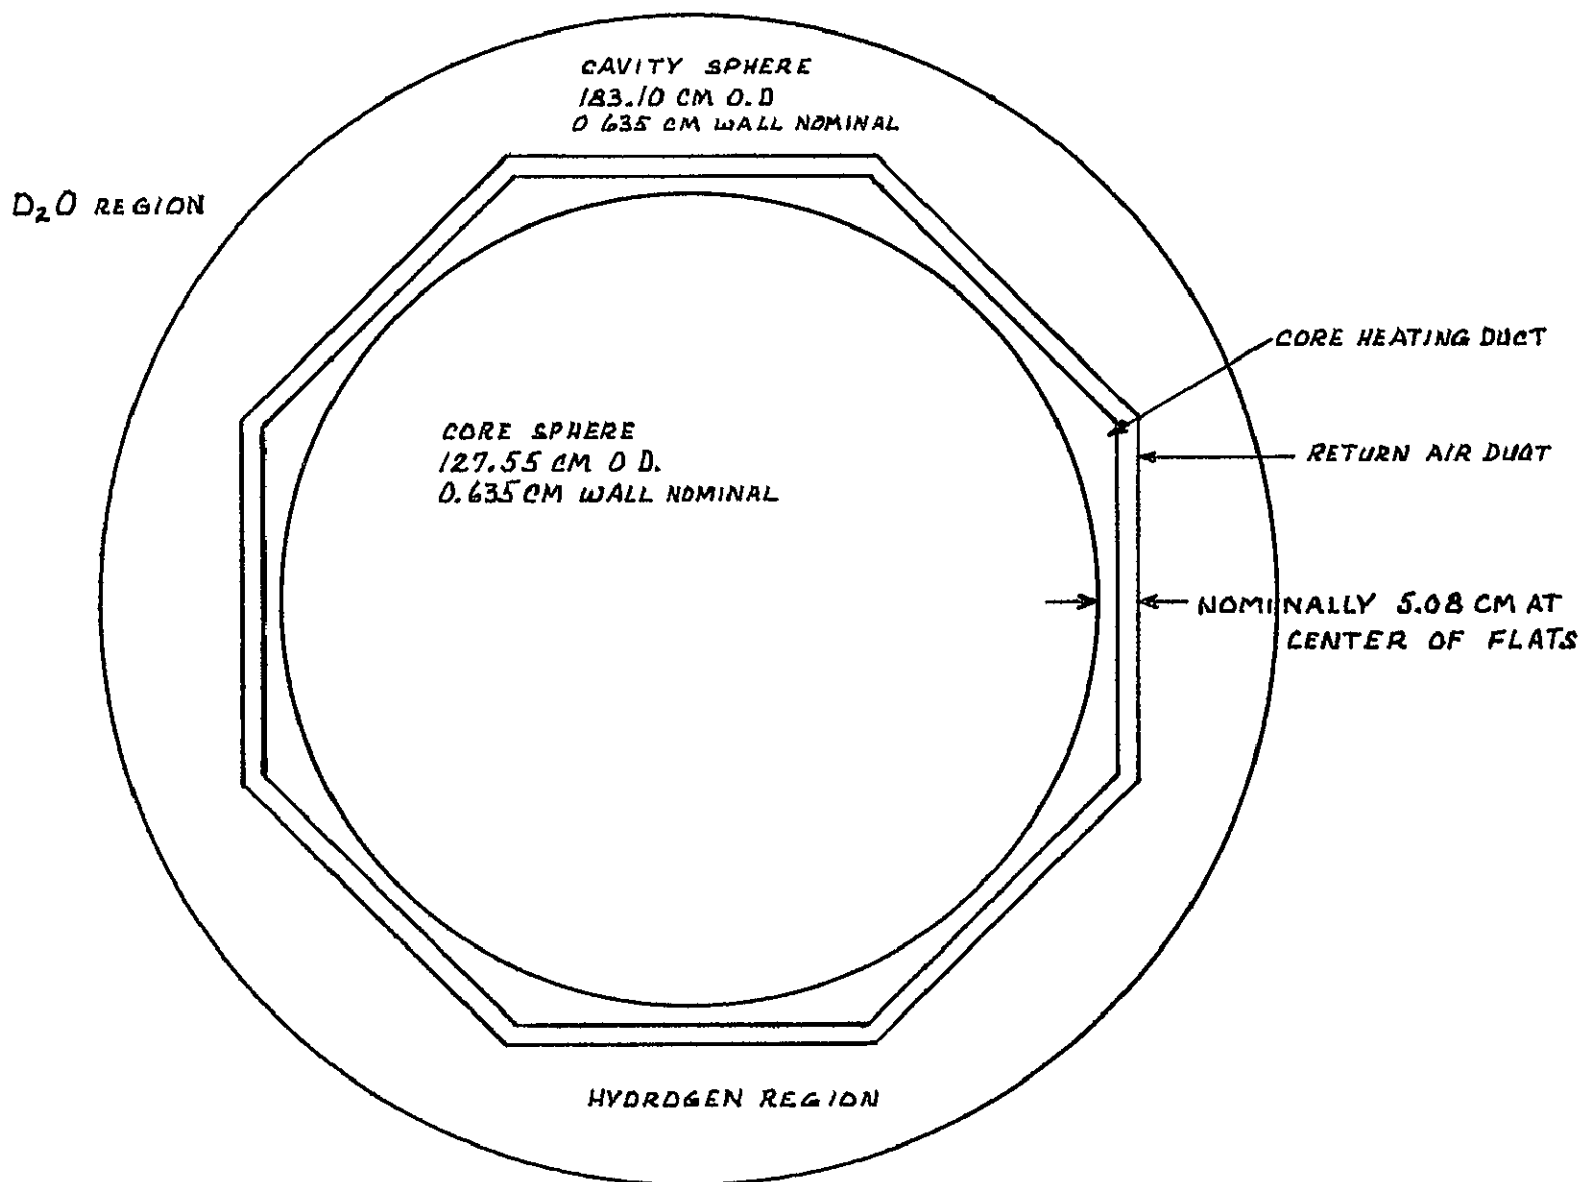 CAVITY SPHERE
183.10 CM O.D
0 635 CM WALL NOMINAL
D₂O REGION
CORE HEATING DUCT
CORE SPHERE
127.55 CM O D.
0.635 CM WALL NOMINAL
RETURN AIR DUCT
NOMINALLY 5.08 CM AT
CENTER OF FLATS
HYDROGEN REGION